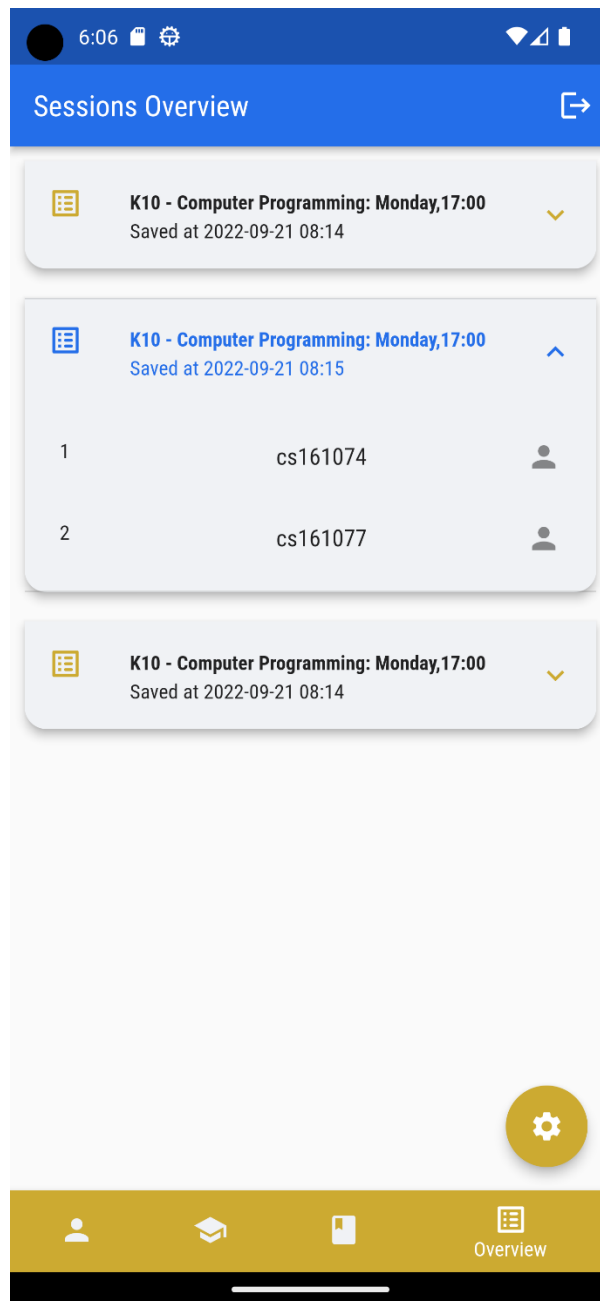 6:06
Sessions Overview
K10 - Computer Programming: Monday,17:00
Saved at 2022-09-21 08:14
K10 - Computer Programming: Monday,17:00
Saved at 2022-09-21 08:15
1 cs161074
2 cs161077
K10 - Computer Programming: Monday,17:00
Saved at 2022-09-21 08:14
Overview